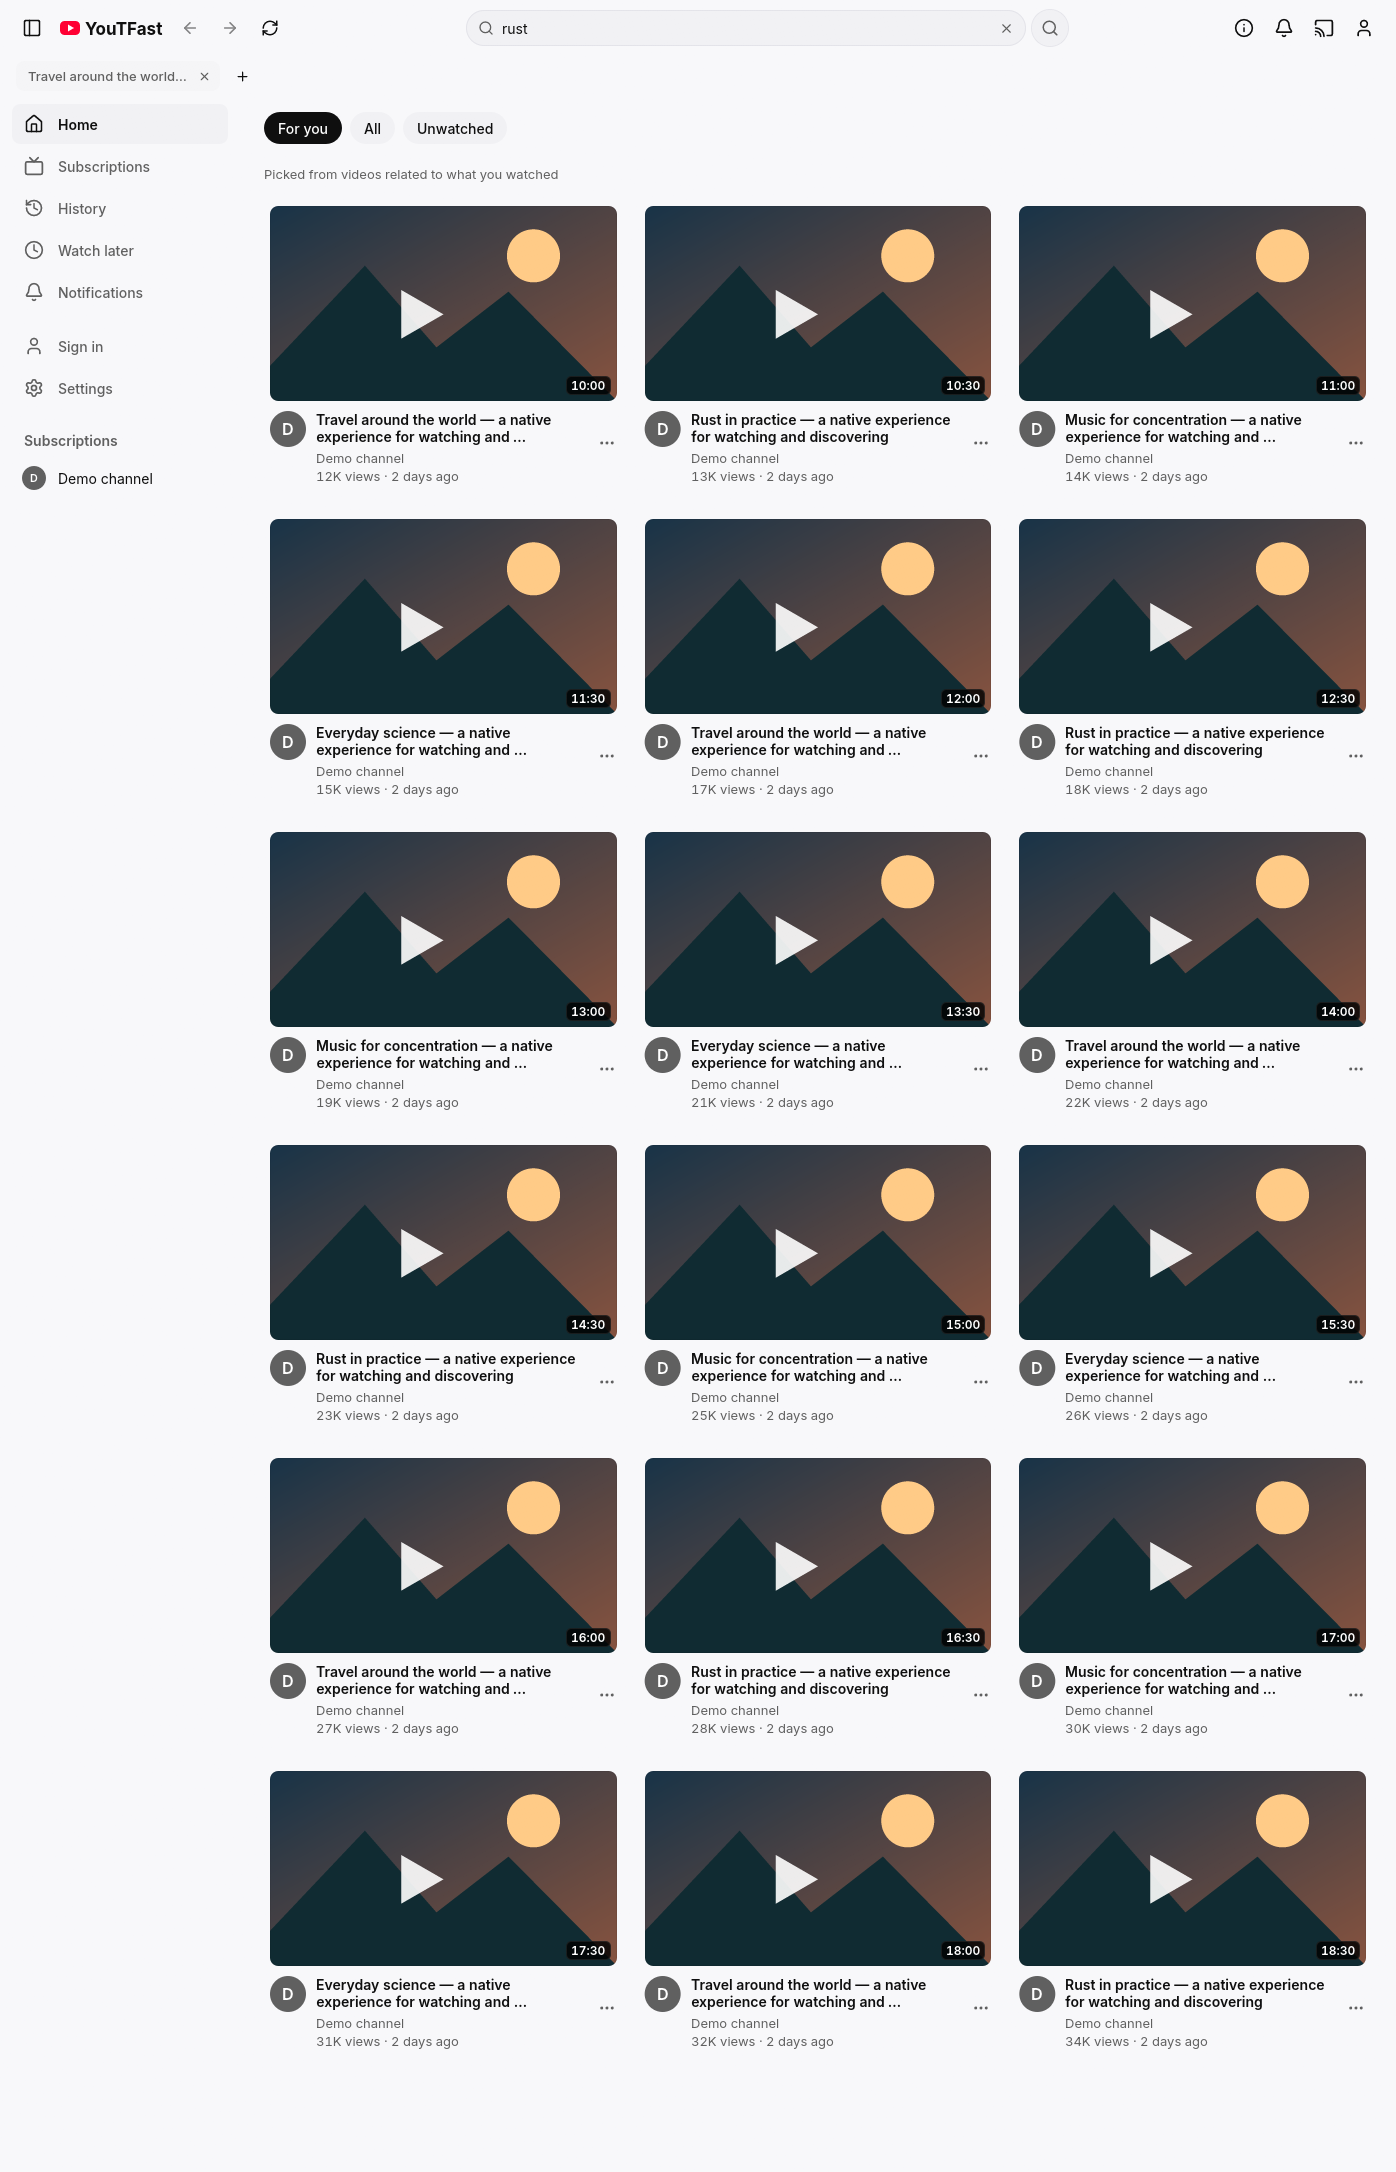 YouTFast
rust
Travel around the world...
Home
Subscriptions
History
Watch later
Notifications
Sign in
Settings
Subscriptions
D
Demo channel
For you
All
Unwatched
Picked from videos related to what you watched
10:00
D
Travel around the world — a native
experience for watching and ...
Demo channel
12K views · 2 days ago
10:30
D
Rust in practice — a native experience
for watching and discovering
Demo channel
13K views · 2 days ago
11:00
D
Music for concentration — a native
experience for watching and ...
Demo channel
14K views · 2 days ago
11:30
D
Everyday science — a native
experience for watching and ...
Demo channel
15K views · 2 days ago
12:00
D
Travel around the world — a native
experience for watching and ...
Demo channel
17K views · 2 days ago
12:30
D
Rust in practice — a native experience
for watching and discovering
Demo channel
18K views · 2 days ago
13:00
D
Music for concentration — a native
experience for watching and ...
Demo channel
19K views · 2 days ago
13:30
D
Everyday science — a native
experience for watching and ...
Demo channel
21K views · 2 days ago
14:00
D
Travel around the world — a native
experience for watching and ...
Demo channel
22K views · 2 days ago
14:30
D
Rust in practice — a native experience
for watching and discovering
Demo channel
23K views · 2 days ago
15:00
D
Music for concentration — a native
experience for watching and ...
Demo channel
25K views · 2 days ago
15:30
D
Everyday science — a native
experience for watching and ...
Demo channel
26K views · 2 days ago
16:00
D
Travel around the world — a native
experience for watching and ...
Demo channel
27K views · 2 days ago
16:30
D
Rust in practice — a native experience
for watching and discovering
Demo channel
28K views · 2 days ago
17:00
D
Music for concentration — a native
experience for watching and ...
Demo channel
30K views · 2 days ago
17:30
D
Everyday science — a native
experience for watching and ...
Demo channel
31K views · 2 days ago
18:00
D
Travel around the world — a native
experience for watching and ...
Demo channel
32K views · 2 days ago
18:30
D
Rust in practice — a native experience
for watching and discovering
Demo channel
34K views · 2 days ago